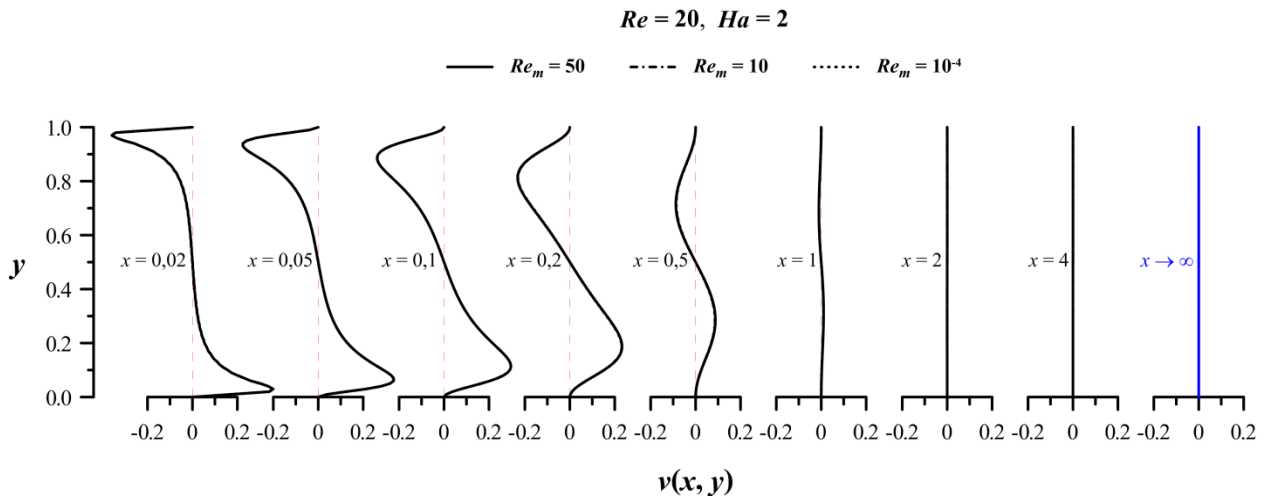 Re = 20, Ha = 2
Re_m = 50 Re_m = 10 Re_m = 10^-4
1.0
0.8
0.6
0.4
0.2
0.0
y
x = 0,02 x = 0,05 x = 0,1 x = 0,2 x = 0,5 x = 1 x = 2 x = 4 x → ∞
-0.2 0 0.2 -0.2 0 0.2 -0.2 0 0.2 -0.2 0 0.2 -0.2 0 0.2 -0.2 0 0.2 -0.2 0 0.2 -0.2 0 0.2 -0.2 0 0.2
v(x, y)